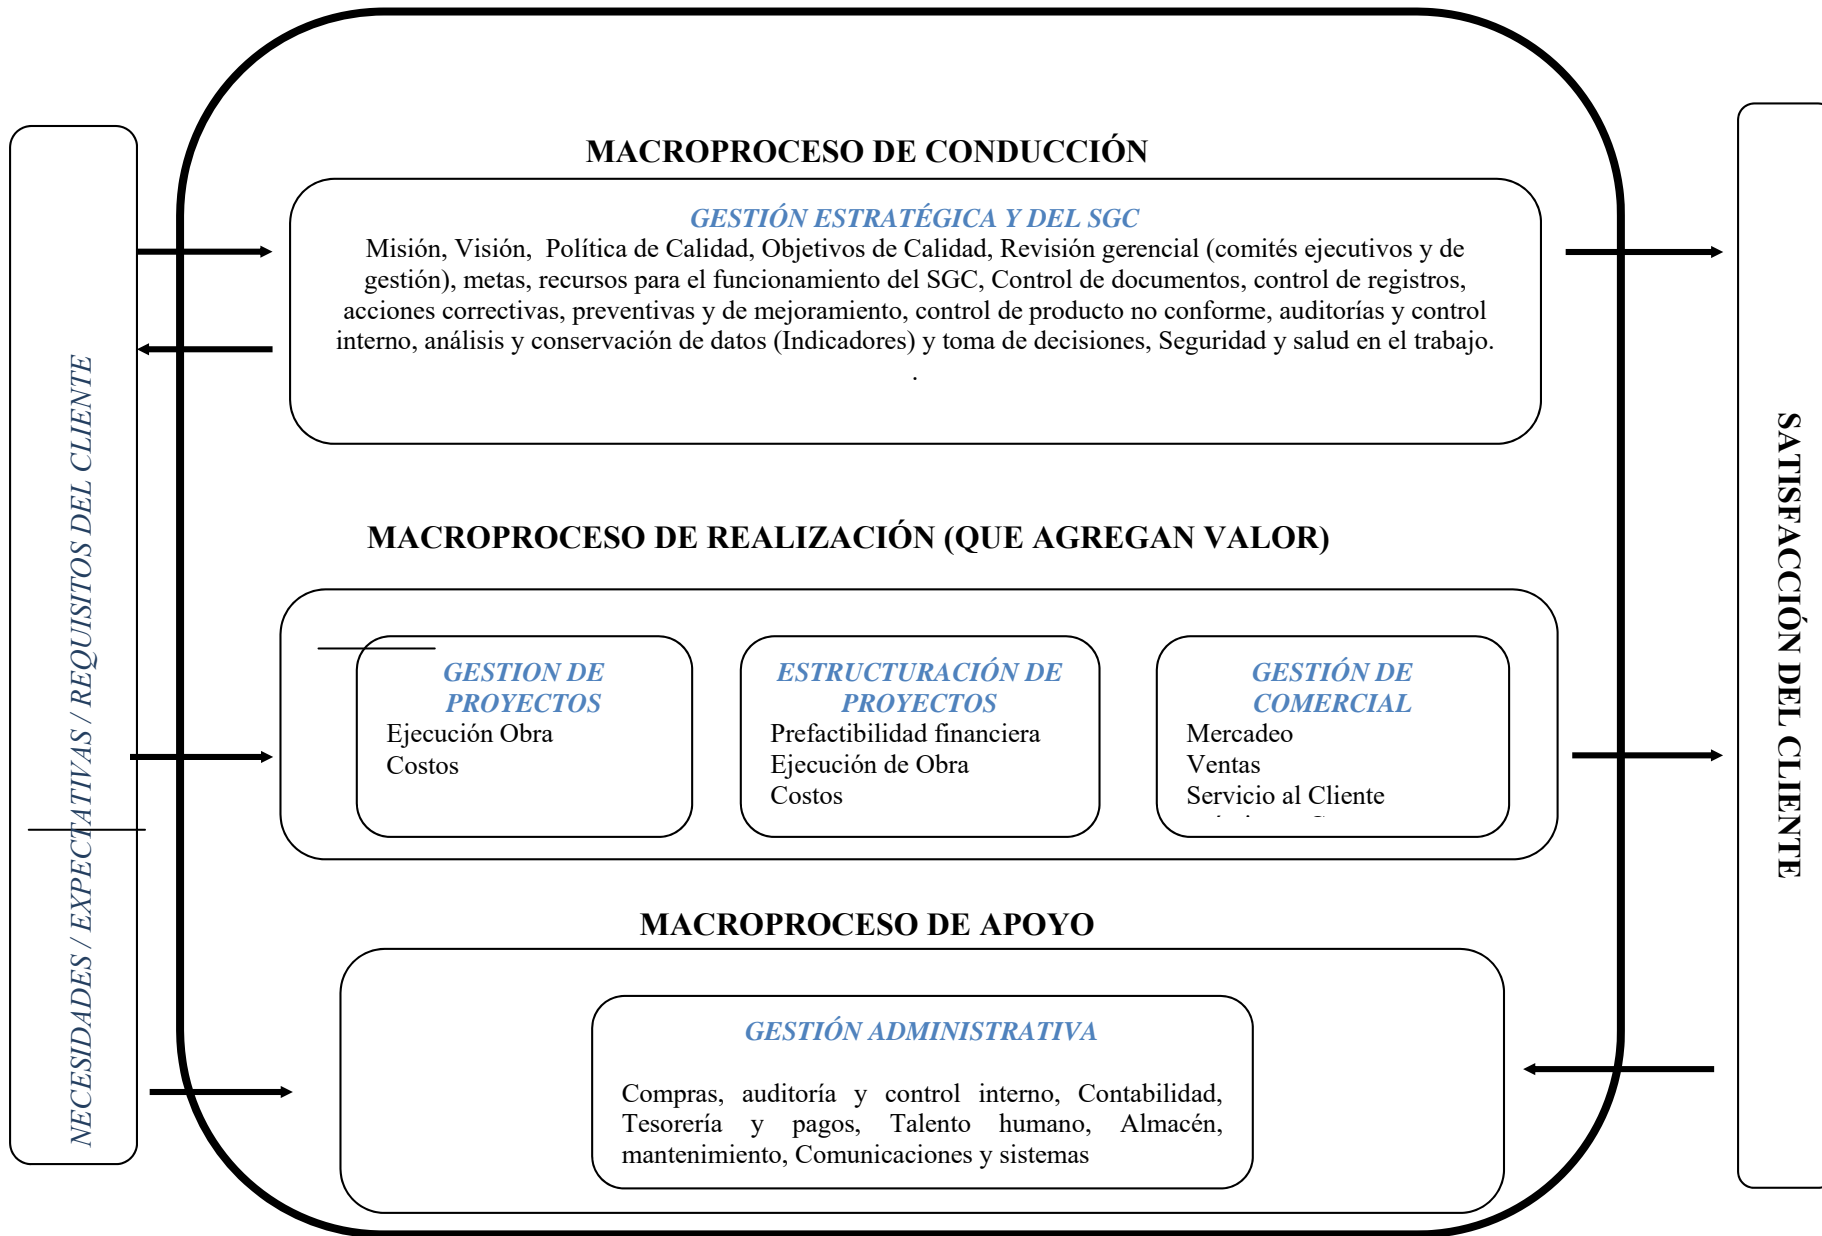 NECESIDADES / EXPECTATIVAS / REQUISITOS DEL CLIENTE
MACROPROCESO DE CONDUCCIÓN
GESTIÓN ESTRATÉGICA Y DEL SGC
Misión, Visión, Política de Calidad, Objetivos de Calidad, Revisión gerencial (comités ejecutivos y de
gestión), metas, recursos para el funcionamiento del SGC, Control de documentos, control de registros,
acciones correctivas, preventivas y de mejoramiento, control de producto no conforme, auditorías y control
interno, análisis y conservación de datos (Indicadores) y toma de decisiones, Seguridad y salud en el trabajo.
.
MACROPROCESO DE REALIZACIÓN (QUE AGREGAN VALOR)
GESTION DE
PROYECTOS
Ejecución Obra
Costos
ESTRUCTURACIÓN DE
PROYECTOS
Prefactibilidad financiera
Ejecución de Obra
Costos
GESTIÓN DE
COMERCIAL
Mercadeo
Ventas
Servicio al Cliente
MACROPROCESO DE APOYO
GESTIÓN ADMINISTRATIVA
Compras, auditoría y control interno, Contabilidad,
Tesorería y pagos, Talento humano, Almacén,
mantenimiento, Comunicaciones y sistemas
SATISFACCIÓN DEL CLIENTE